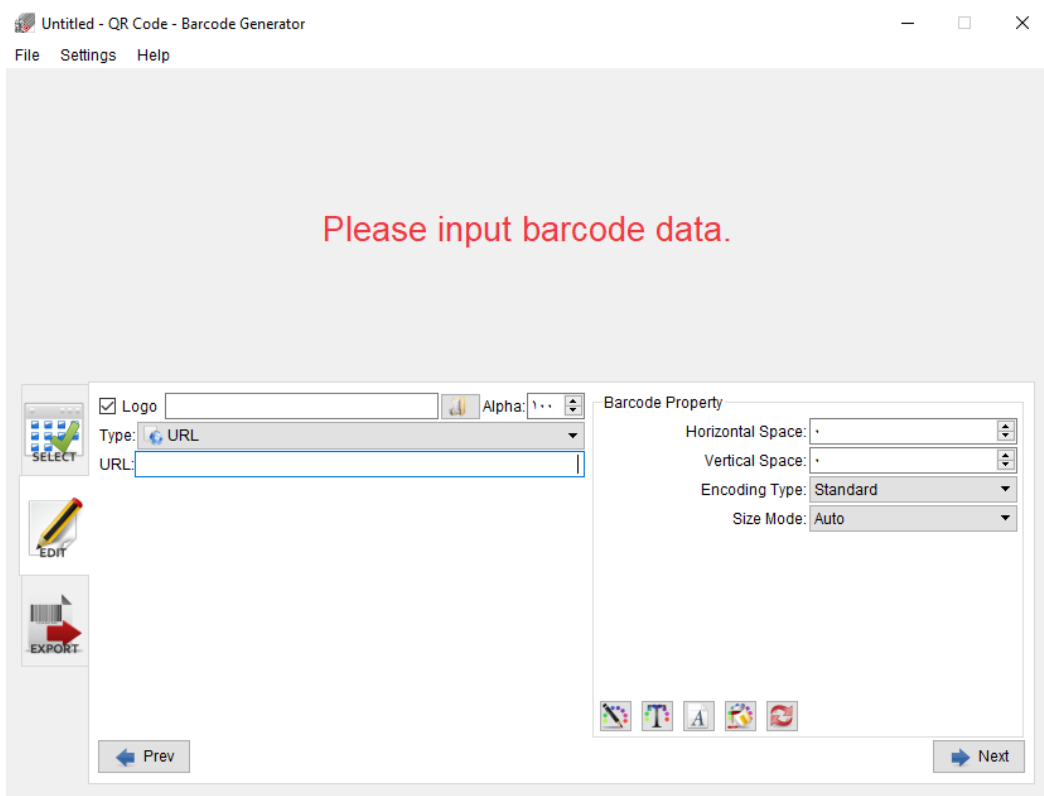 Untitled - QR Code - Barcode Generator
File Settings Help
Please input barcode data.
SELECT
EDIT
EXPORT
Logo Alpha: ١٠٠
Type: URL
URL:
Barcode Property
Horizontal Space: ٠
Vertical Space: ٠
Encoding Type: Standard
Size Mode: Auto
Prev
Next